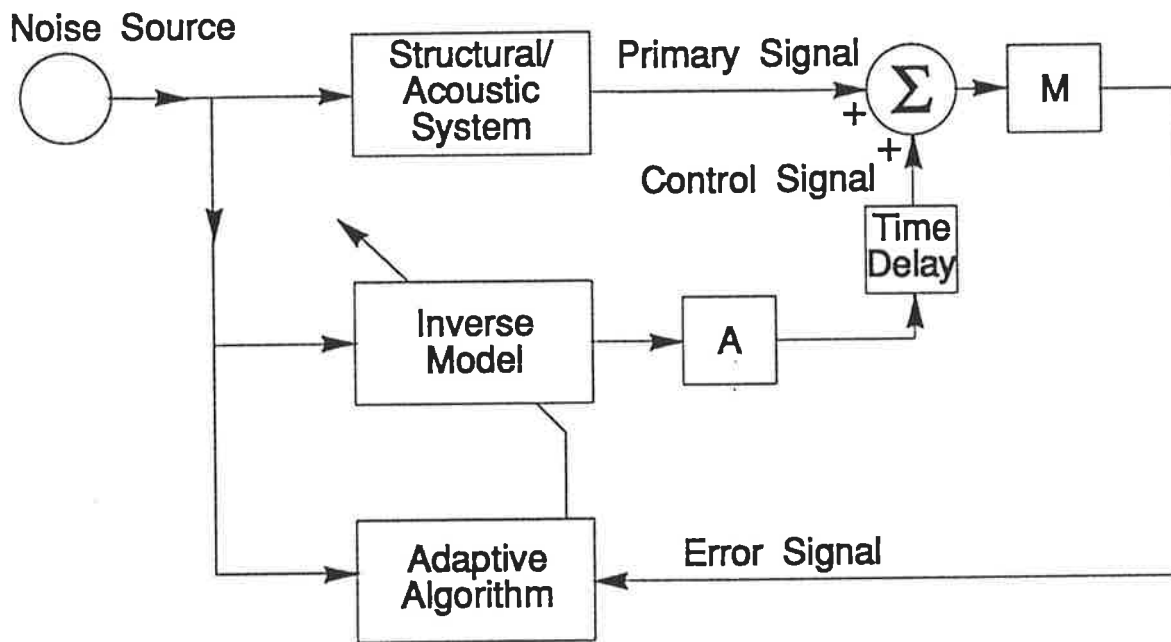 Noise Source
Structural/
Acoustic
System
Primary Signal
Σ
M
+
+
Control Signal
Time
Delay
Inverse
Model
A
Adaptive
Algorithm
Error Signal